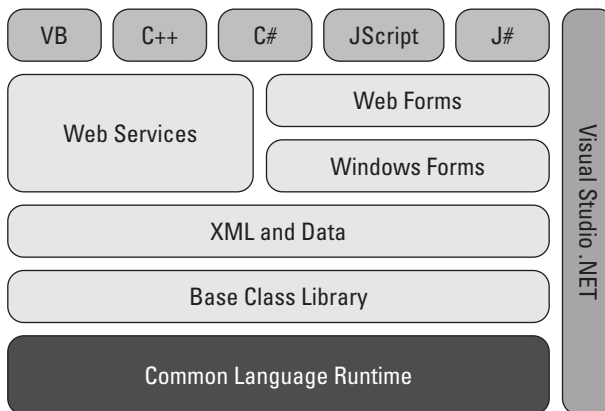 VB
C++
C#
JScript
J#
Web Services
Web Forms
Windows Forms
XML and Data
Base Class Library
Common Language Runtime
Visual Studio .NET